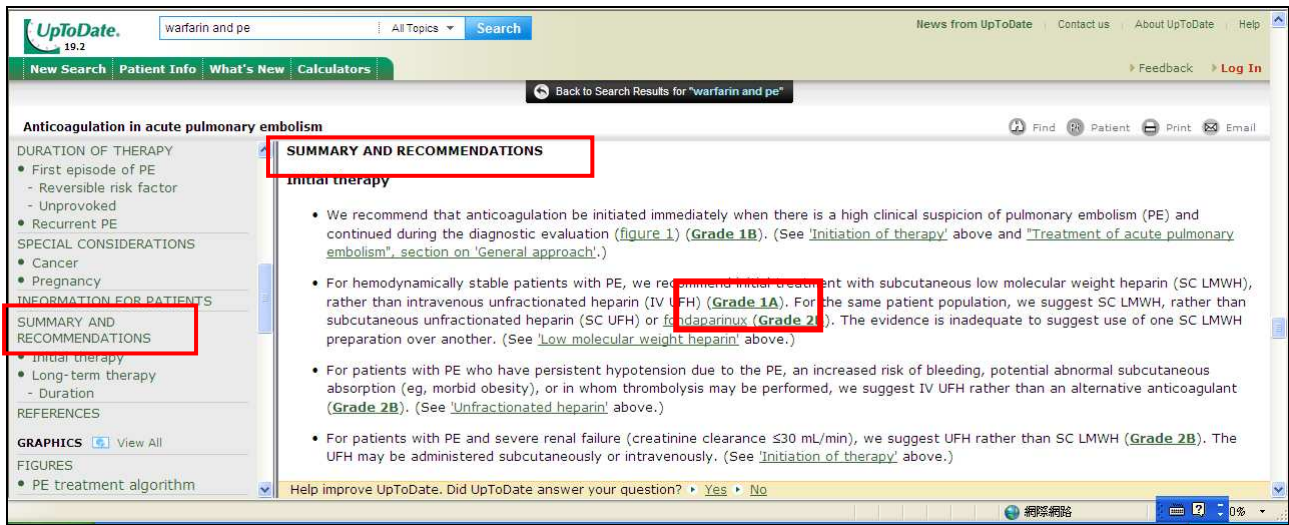 UpToDate.
19.2
warfarin and pe
All Topics
Search
News from UpToDate
Contact us
About UpToDate
Help
New Search
Patient Info
What's New
Calculators
Feedback
Log In
Back to Search Results for "warfarin and pe"
Anticoagulation in acute pulmonary embolism
Find
Patient
Print
Email
DURATION OF THERAPY
• First episode of PE
- Reversible risk factor
- Unprovoked
• Recurrent PE
SPECIAL CONSIDERATIONS
• Cancer
• Pregnancy
INFORMATION FOR PATIENTS
SUMMARY AND
RECOMMENDATIONS
• Initial therapy
• Long-term therapy
- Duration
REFERENCES
GRAPHICS View All
FIGURES
• PE treatment algorithm
SUMMARY AND RECOMMENDATIONS
Initial therapy
• We recommend that anticoagulation be initiated immediately when there is a high clinical suspicion of pulmonary embolism (PE) and
continued during the diagnostic evaluation (figure 1) (Grade 1B). (See 'Initiation of therapy' above and "Treatment of acute pulmonary
embolism", section on 'General approach'.)
• For hemodynamically stable patients with PE, we recommend initial treatment with subcutaneous low molecular weight heparin (SC LMWH),
rather than intravenous unfractionated heparin (IV UFH) (Grade 1A). For the same patient population, we suggest SC LMWH, rather than
subcutaneous unfractionated heparin (SC UFH) or fondaparinux (Grade 2B). The evidence is inadequate to suggest use of one SC LMWH
preparation over another. (See 'Low molecular weight heparin' above.)
• For patients with PE who have persistent hypotension due to the PE, an increased risk of bleeding, potential abnormal subcutaneous
absorption (eg, morbid obesity), or in whom thrombolysis may be performed, we suggest IV UFH rather than an alternative anticoagulant
(Grade 2B). (See 'Unfractionated heparin' above.)
• For patients with PE and severe renal failure (creatinine clearance ≤30 mL/min), we suggest UFH rather than SC LMWH (Grade 2B). The
UFH may be administered subcutaneously or intravenously. (See 'Initiation of therapy' above.)
Help improve UpToDate. Did UpToDate answer your question? Yes No
網際網路
0%